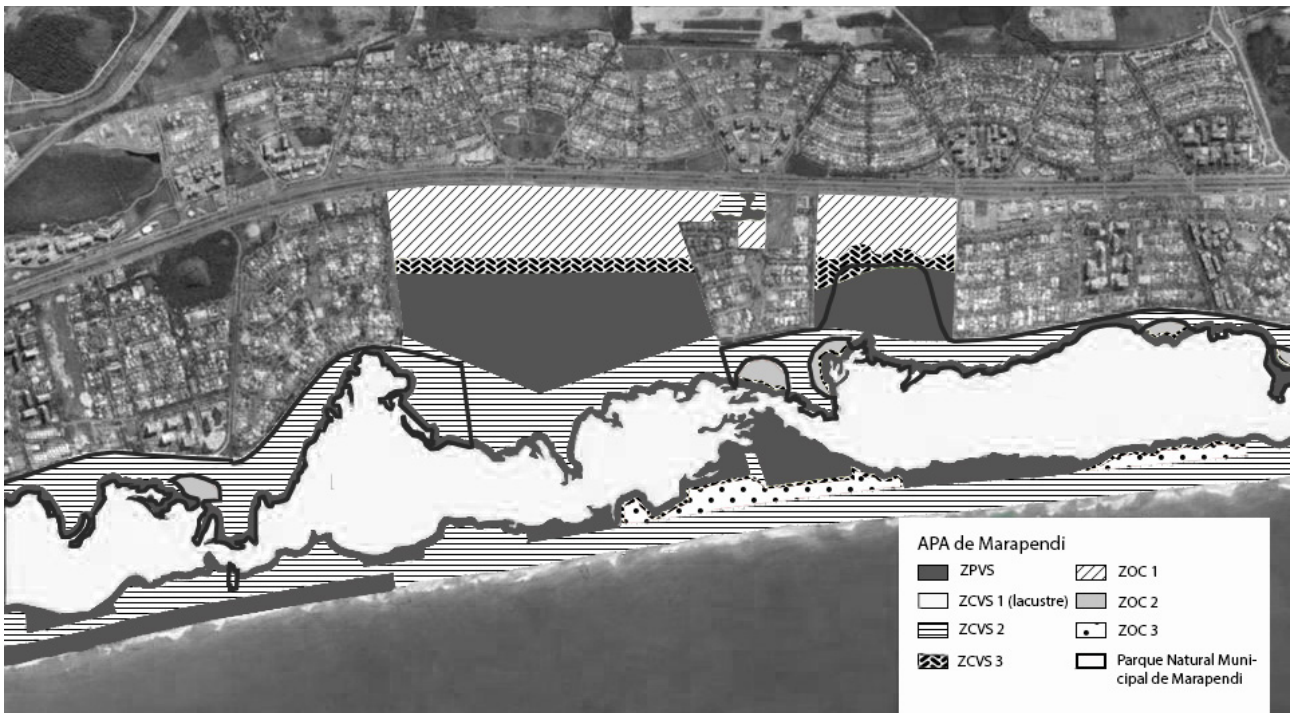 APA de Marapendi
ZPVS
ZOC 1
ZCVS 1 (lacustre)
ZOC 2
ZCVS 2
ZOC 3
ZCVS 3
Parque Natural Muni-
cipal de Marapendi